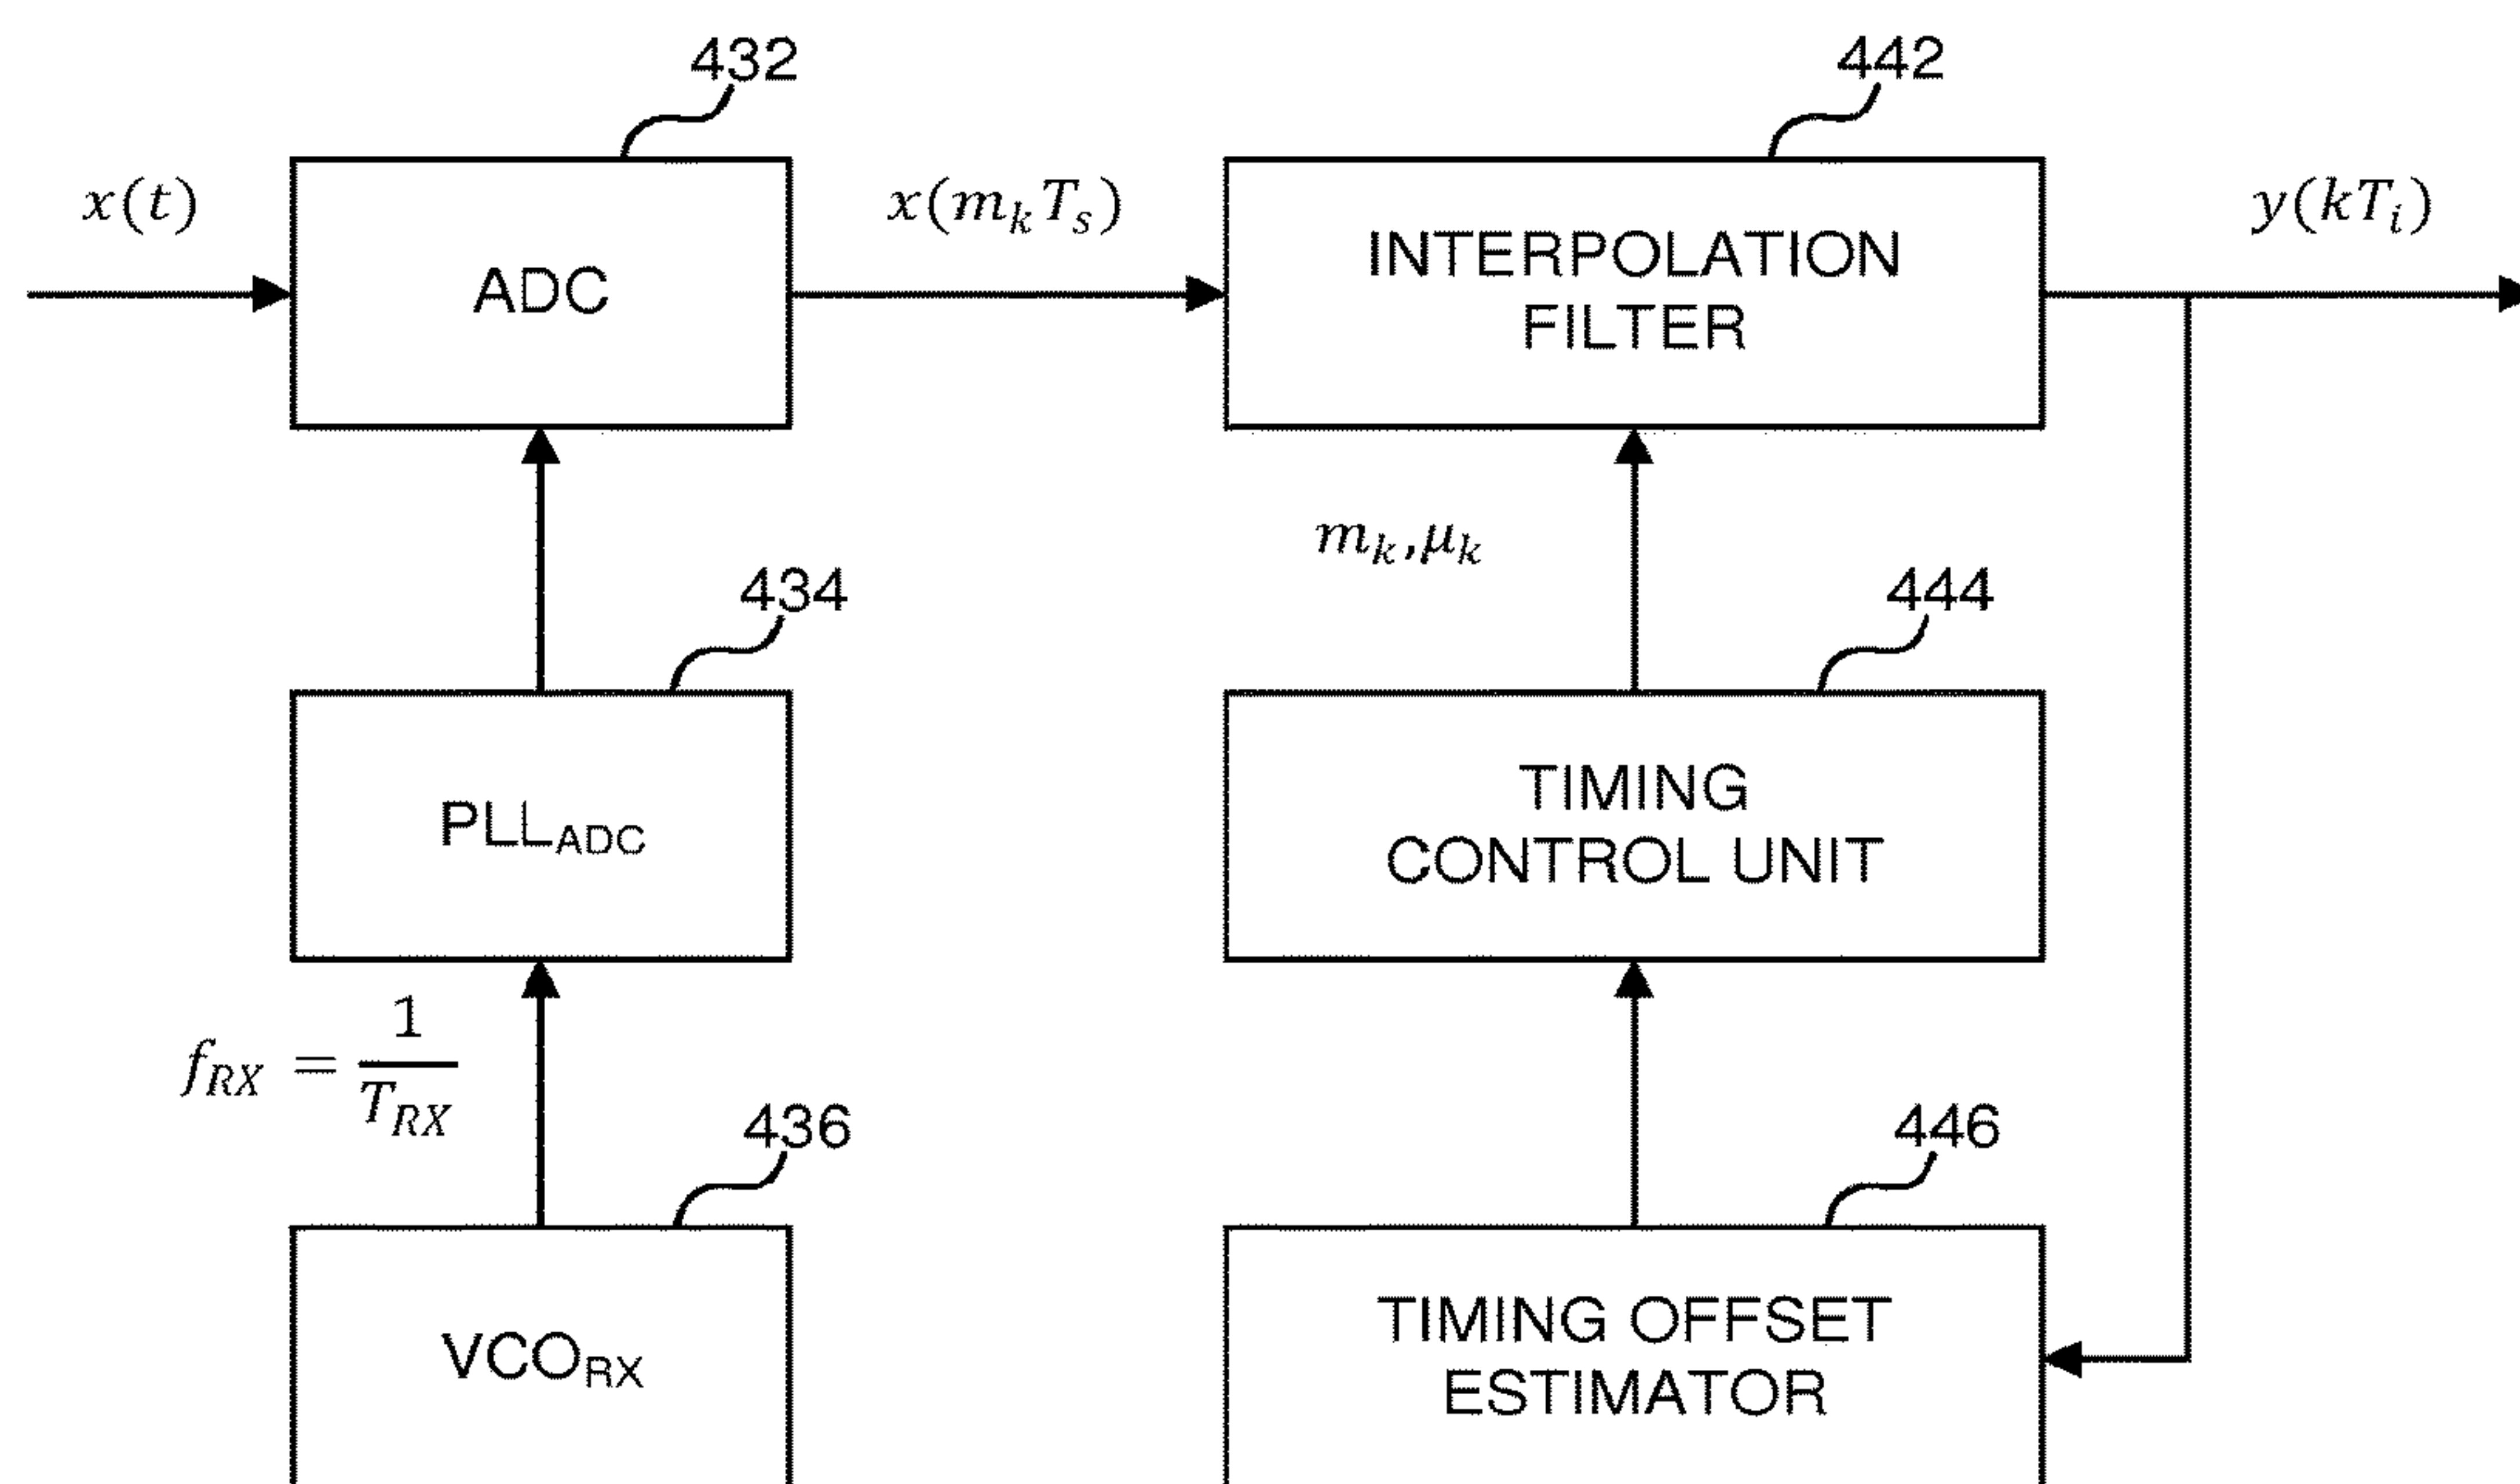 432
442
x(t)
x(m_k T_s)
y(kT_i)
ADC
INTERPOLATION
FILTER
m_k,μ_k
434
444
PLL_ADC
TIMING
CONTROL UNIT
f_RX = 1/T_RX
436
446
VCO_RX
TIMING OFFSET
ESTIMATOR